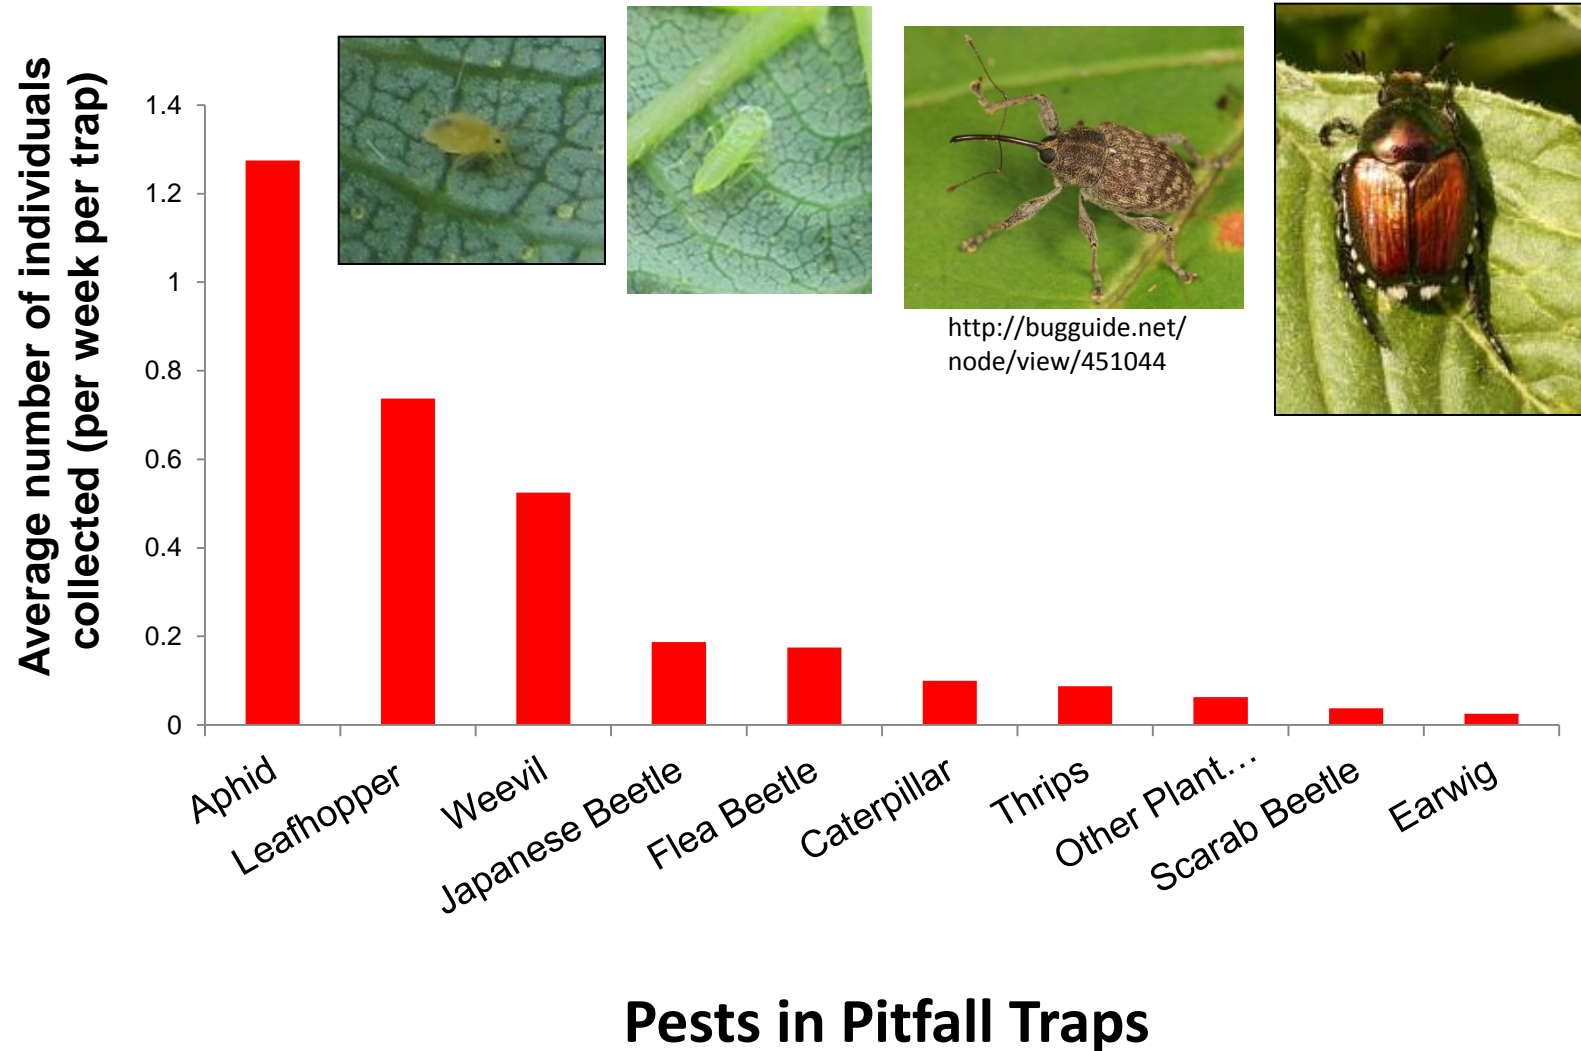 Average number of individuals
collected (per week per trap)
1.4
1.2
1
0.8
0.6
0.4
0.2
0
http://bugguide.net/
node/view/451044
Aphid
Leafhopper
Weevil
Japanese Beetle
Flea Beetle
Caterpillar
Thrips
Other Plant…
Scarab Beetle
Earwig
Pests in Pitfall Traps